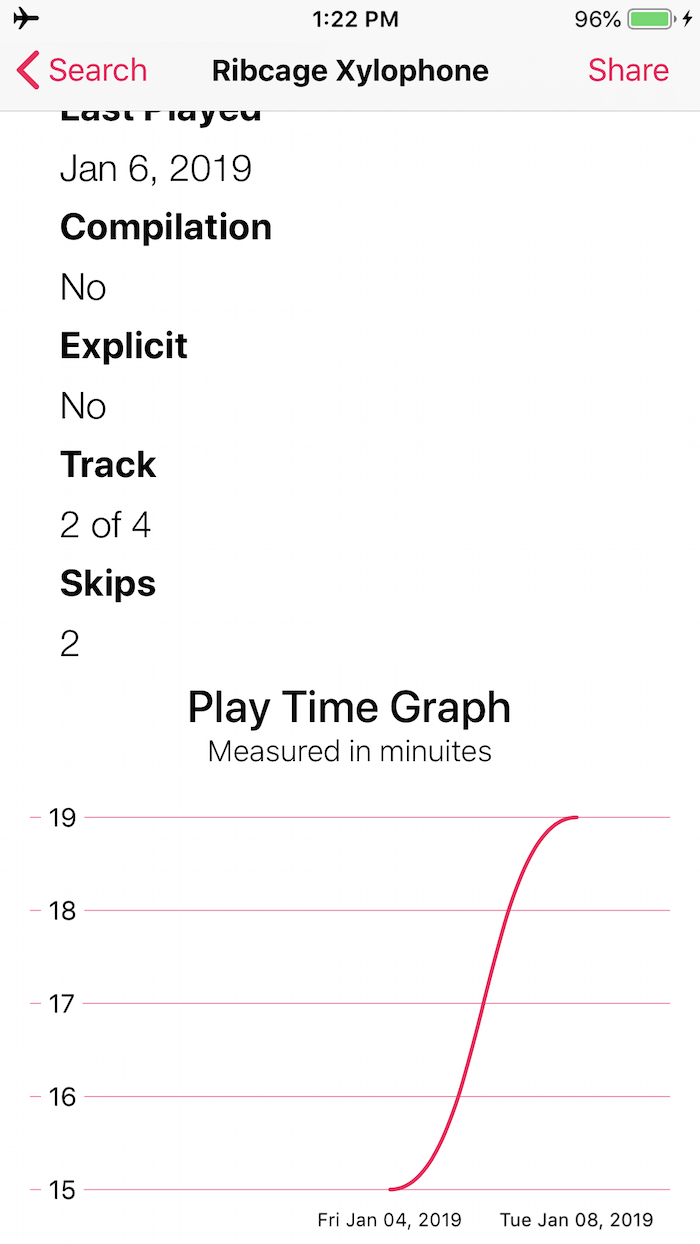 1:22 PM
96%
Search
Ribcage Xylophone
Share
Last Played
Jan 6, 2019
Compilation
No
Explicit
No
Track
2 of 4
Skips
2
Play Time Graph
Measured in minuites
19
18
17
16
15
Fri Jan 04, 2019
Tue Jan 08, 2019